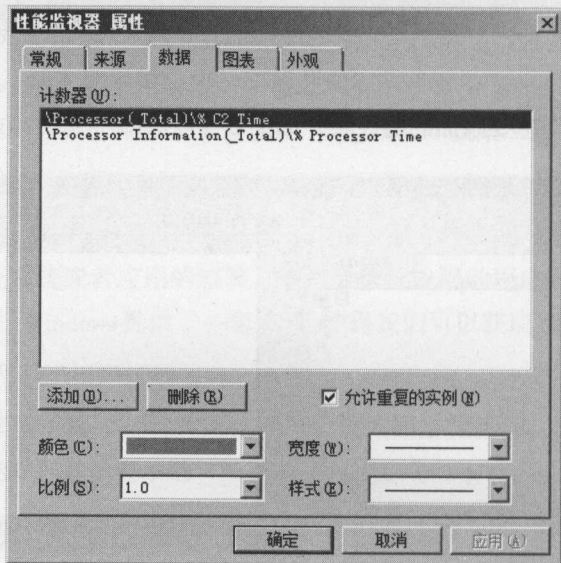 性能监视器 属性
常规 来源 数据 图表 外观
计数器(U):
\Processor(_Total)\% C2 Time
\Processor Information(_Total)\% Processor Time
添加(D)... 删除(R) 允许重复的实例(N)
颜色(C): 宽度(W):
比例(S): 1.0 样式(E):
确定 取消 应用(A)